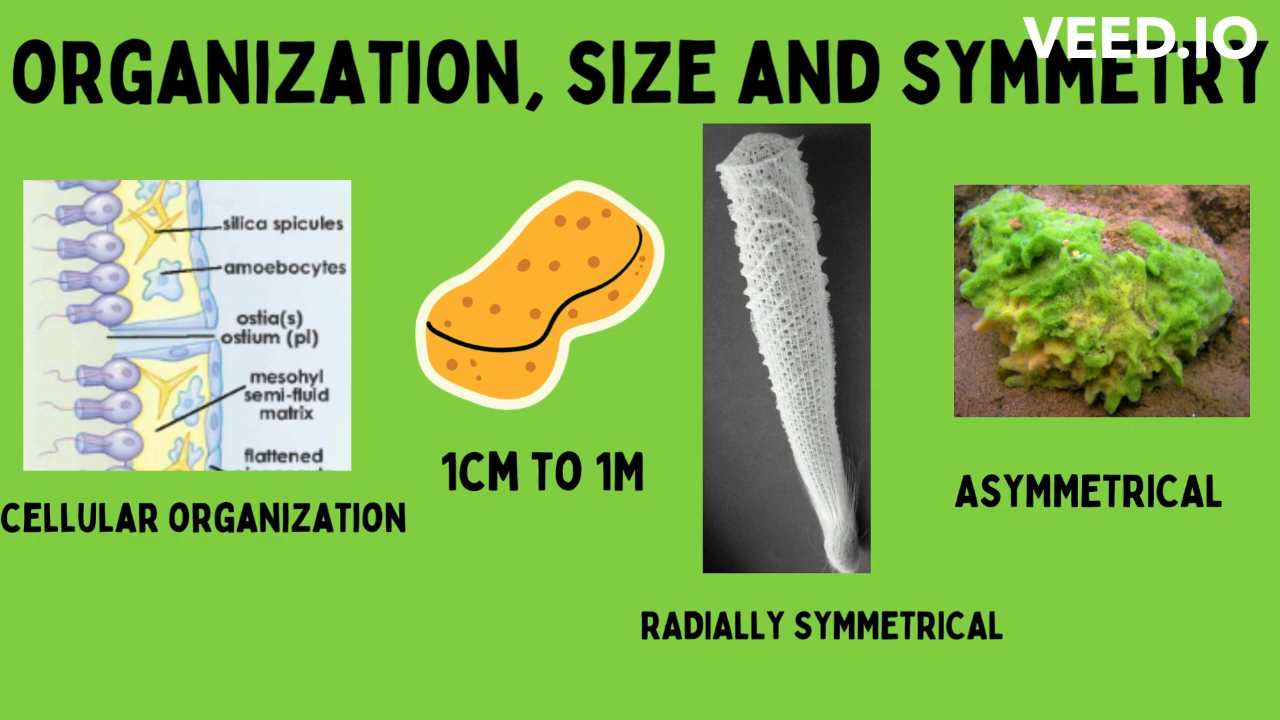 VEED.IO
ORGANIZATION, SIZE AND SYMMETRY
silica spicules
amoebocytes
ostia(s)
ostium (pl)
mesohyl
semi-fluid
matrix
flattened
CELLULAR ORGANIZATION
1CM TO 1M
RADIALLY SYMMETRICAL
ASYMMETRICAL